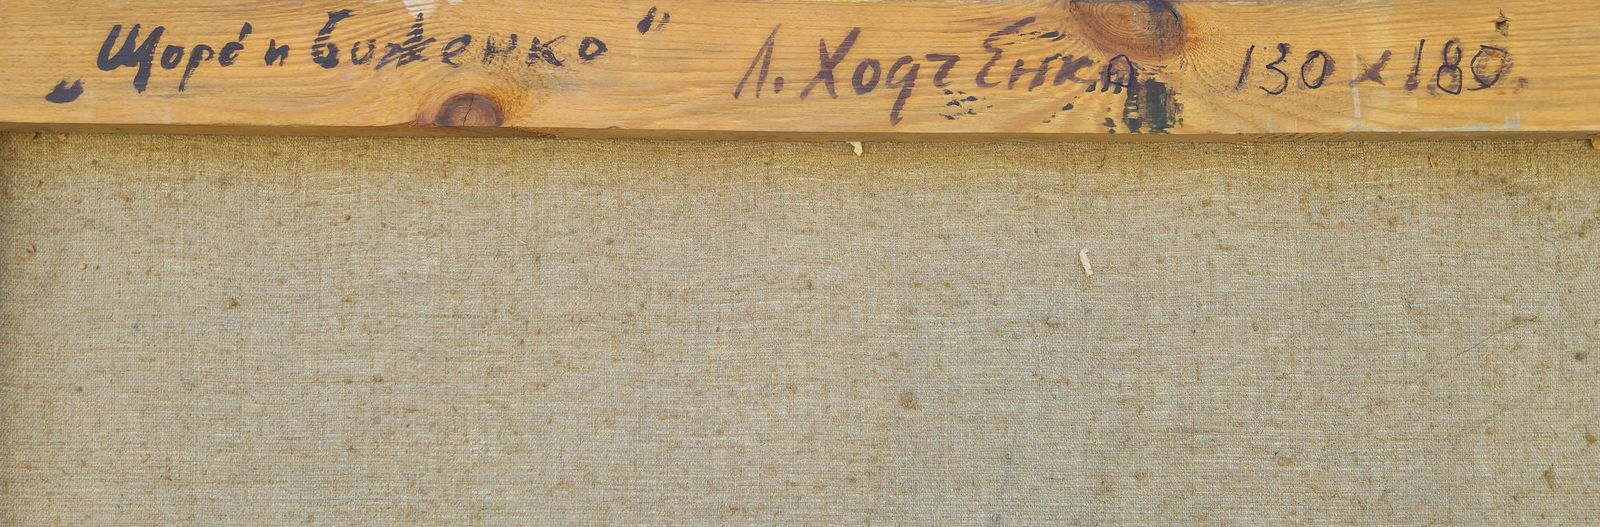 „Щорс и Боженко" Л. Ходченко 130 x 180